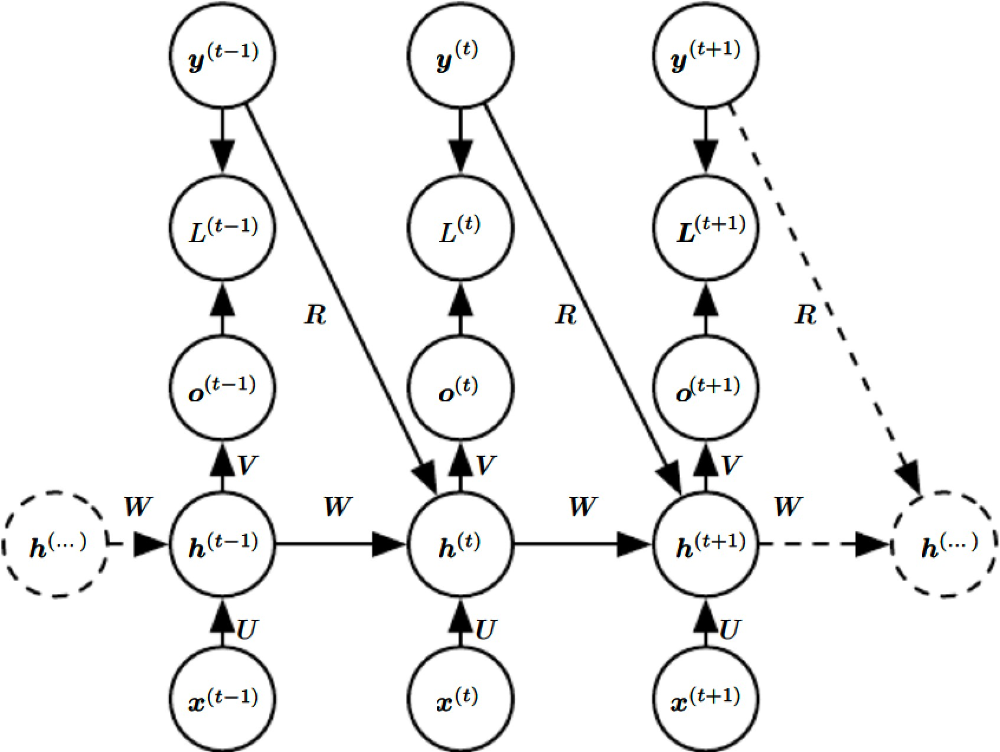 y(t−1) y(t) y(t+1)
L(t−1) L(t) L(t+1)
R R R
o(t−1) o(t) o(t+1)
V V V
W W W W
h(...) h(t−1) h(t) h(t+1) h(...)
U U U
x(t−1) x(t) x(t+1)